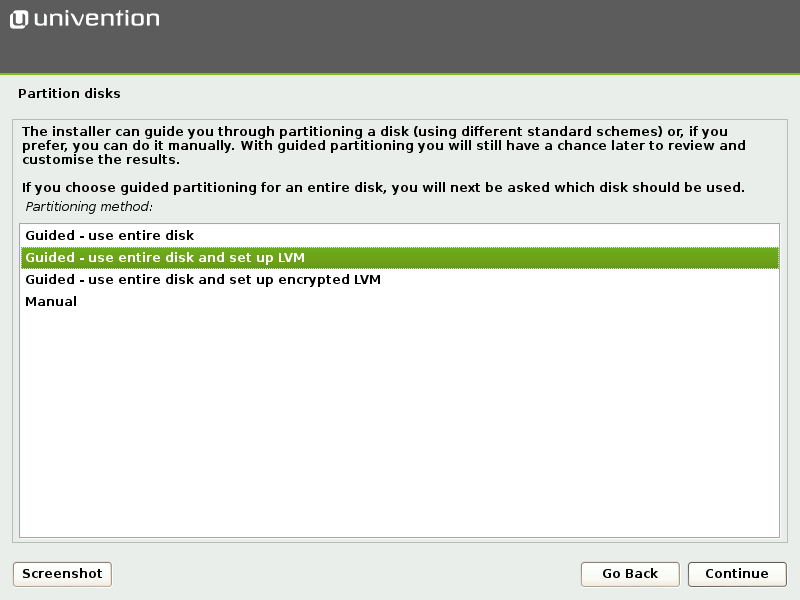 univention
Partition disks
The installer can guide you through partitioning a disk (using different standard schemes) or, if you
prefer, you can do it manually. With guided partitioning you will still have a chance later to review and
customise the results.
If you choose guided partitioning for an entire disk, you will next be asked which disk should be used.
Partitioning method:
Guided - use entire disk
Guided - use entire disk and set up LVM
Guided - use entire disk and set up encrypted LVM
Manual
Screenshot
Go Back
Continue